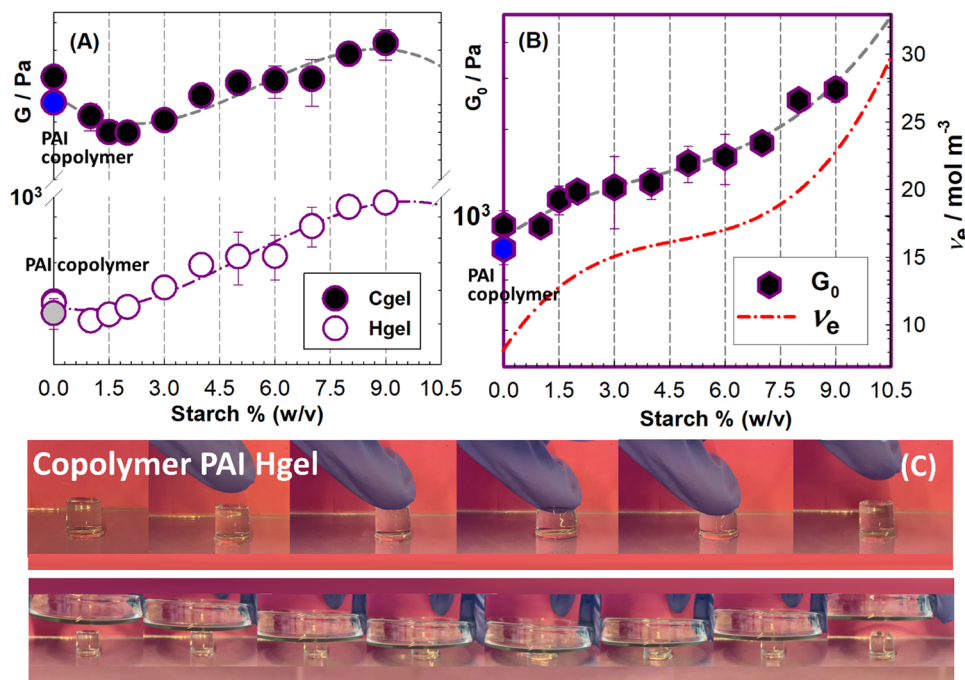 (A)
G / Pa
10³
PAI
copolymer
PAI copolymer
Cgel
Hgel
0.0 1.5 3.0 4.5 6.0 7.5 9.0 10.5
Starch % (w/v)
(B)
G₀ / Pa
10³
PAI
copolymer
G₀
νe
0.0 1.5 3.0 4.5 6.0 7.5 9.0 10.5
Starch % (w/v)
30
25
20
15
10
νe / mol m⁻³
Copolymer PAI Hgel
(C)